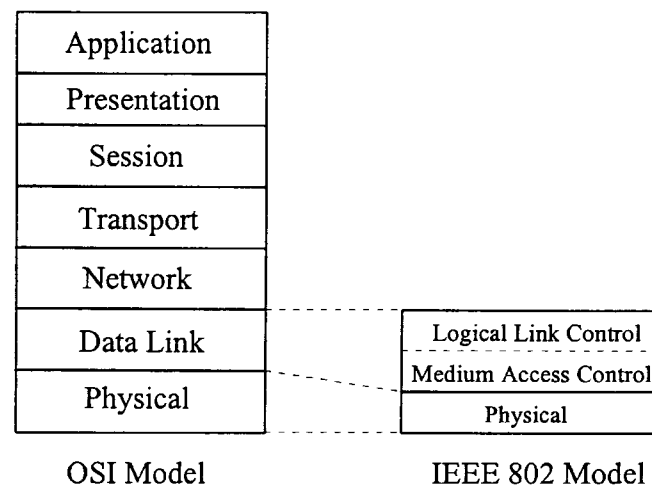 Application
Presentation
Session
Transport
Network
Data Link
Physical
OSI Model
Logical Link Control
Medium Access Control
Physical
IEEE 802 Model